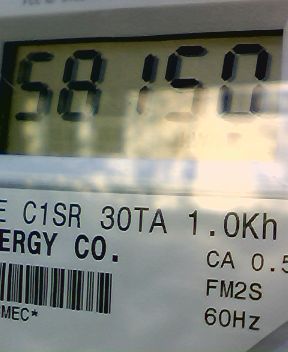 58150
E C1SR 30TA 1.0Kh
ERGY CO.
CA 0.5
FM2S
MEC*
60Hz